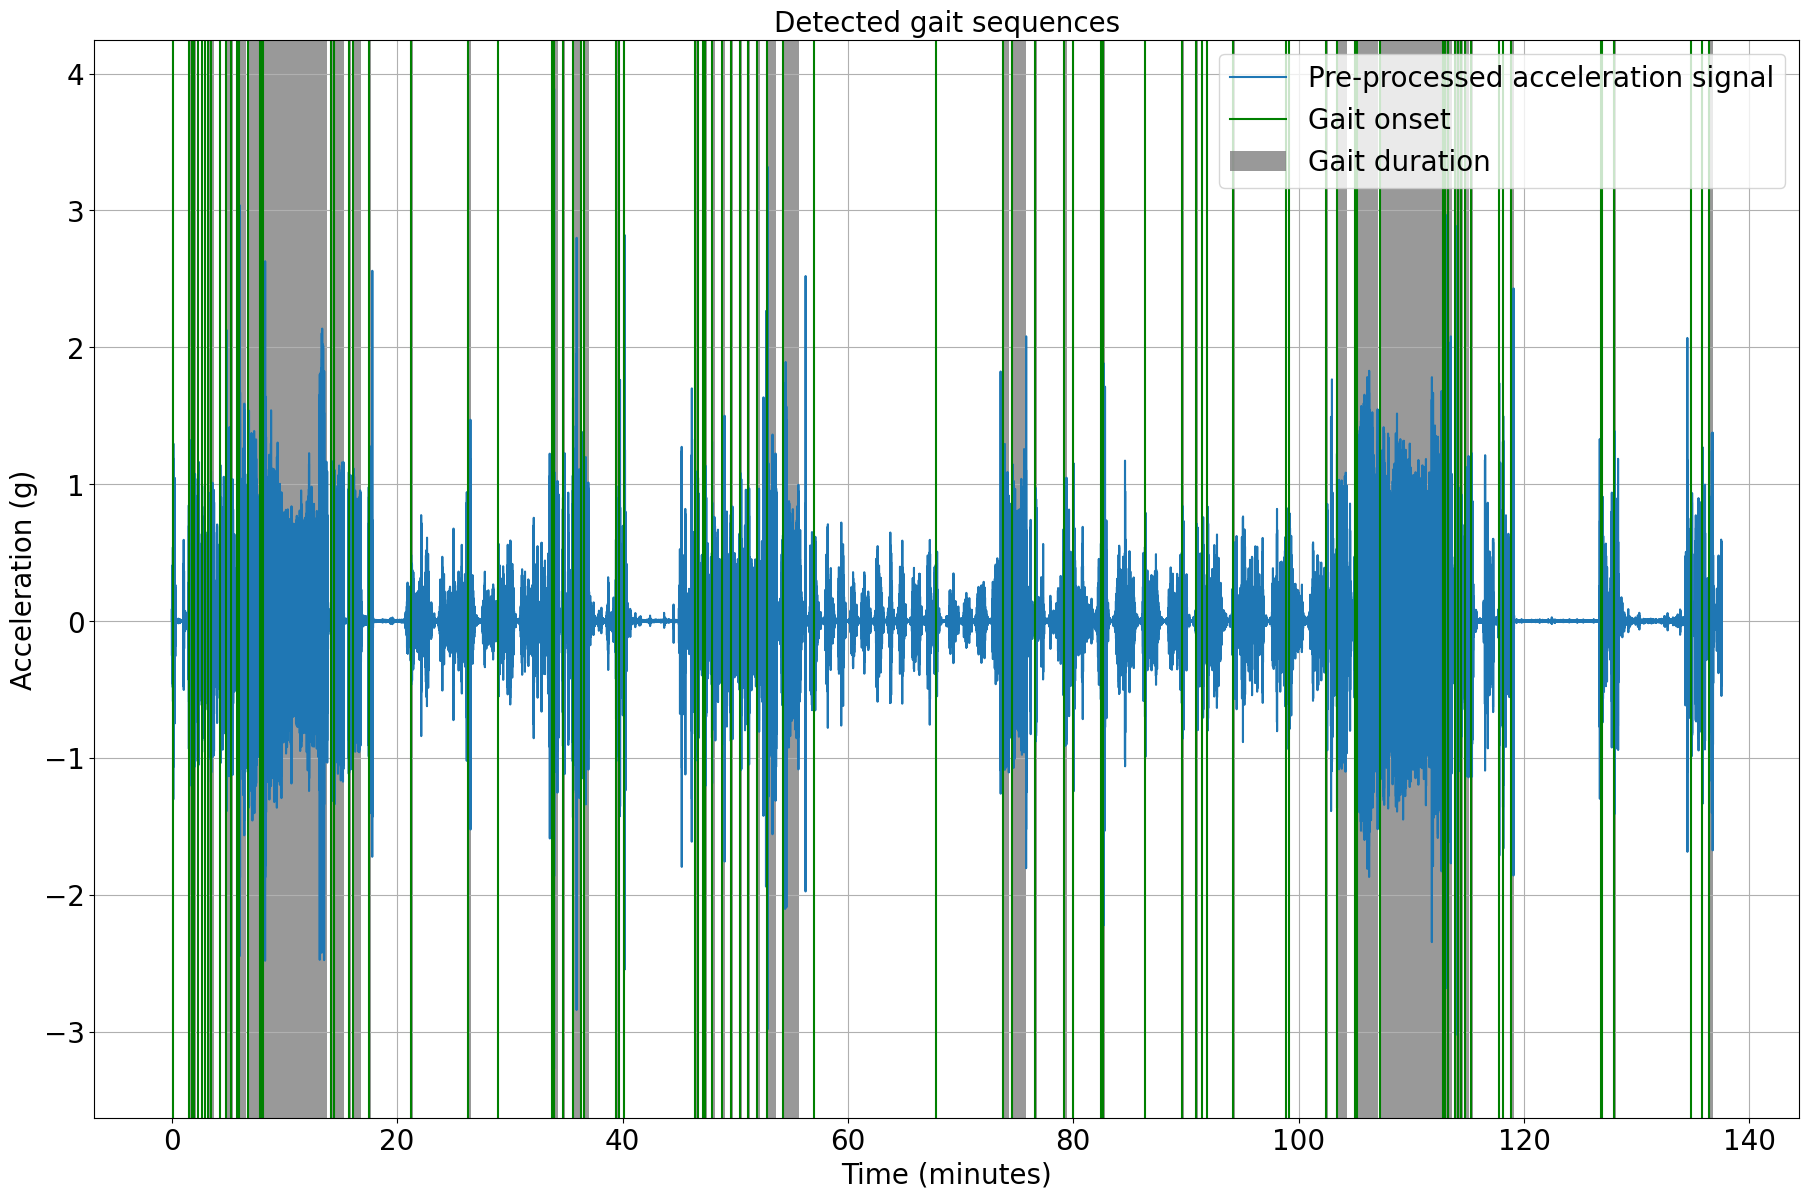 Detected gait sequences
Pre-processed acceleration signal
Gait onset
Gait duration
4
3
2
1
0
−1
−2
−3
Acceleration (g)
0 20 40 60 80 100 120 140
Time (minutes)